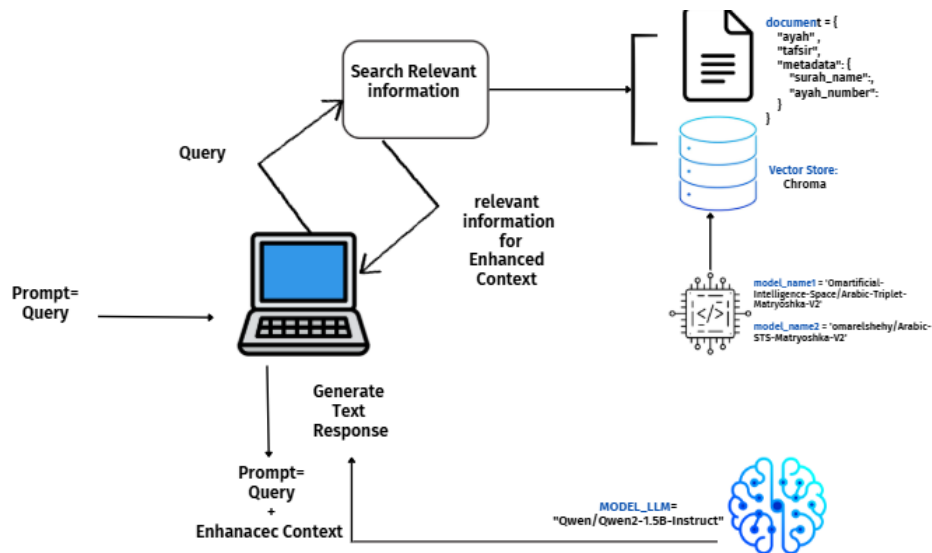 document = {
"ayah" ,
"tafsir",
"metadata": {
"surah_name":,
"ayah_number":
}
}
Search Relevant
information
Query
Vector Store:
Chroma
relevant
information
for
Enhanced
Context
Prompt=
Query
model_name1 = 'Omartificial-
Intelligence-Space/Arabic-Triplet-
Matryoshka-V2'
</>
model_name2 = 'omarelshehy/Arabic-
STS-Matryoshka-V2'
Generate
Text
Response
Prompt=
Query
+
Enhanacec Context
MODEL_LLM=
"Qwen/Qwen2-1.5B-Instruct"